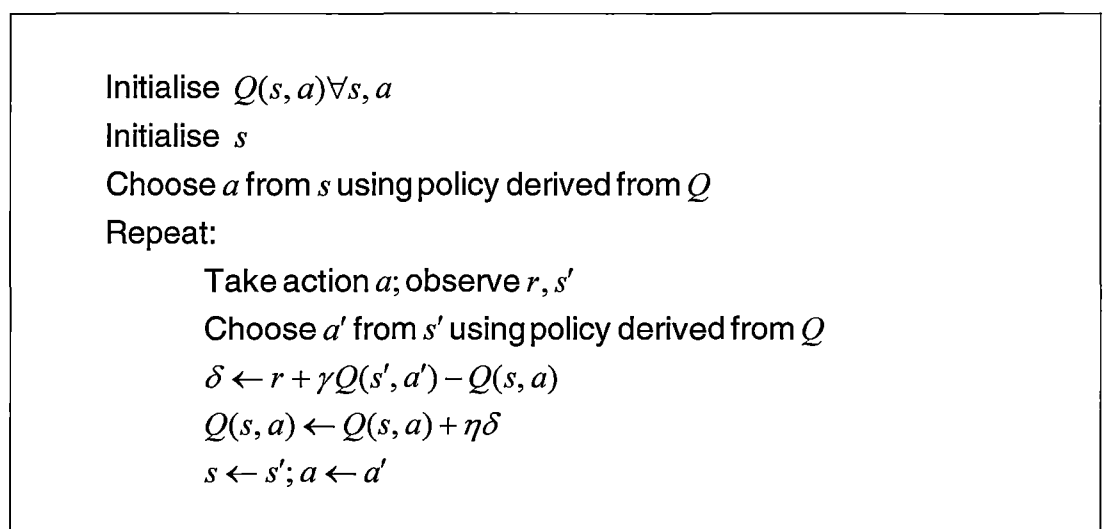 Initialise Q(s, a)∀s, a
Initialise s
Choose a from s using policy derived from Q
Repeat:
Take action a; observe r, s′
Choose a′ from s′ using policy derived from Q
δ ← r + γQ(s′, a′) − Q(s, a)
Q(s, a) ← Q(s, a) + ηδ
s ← s′; a ← a′